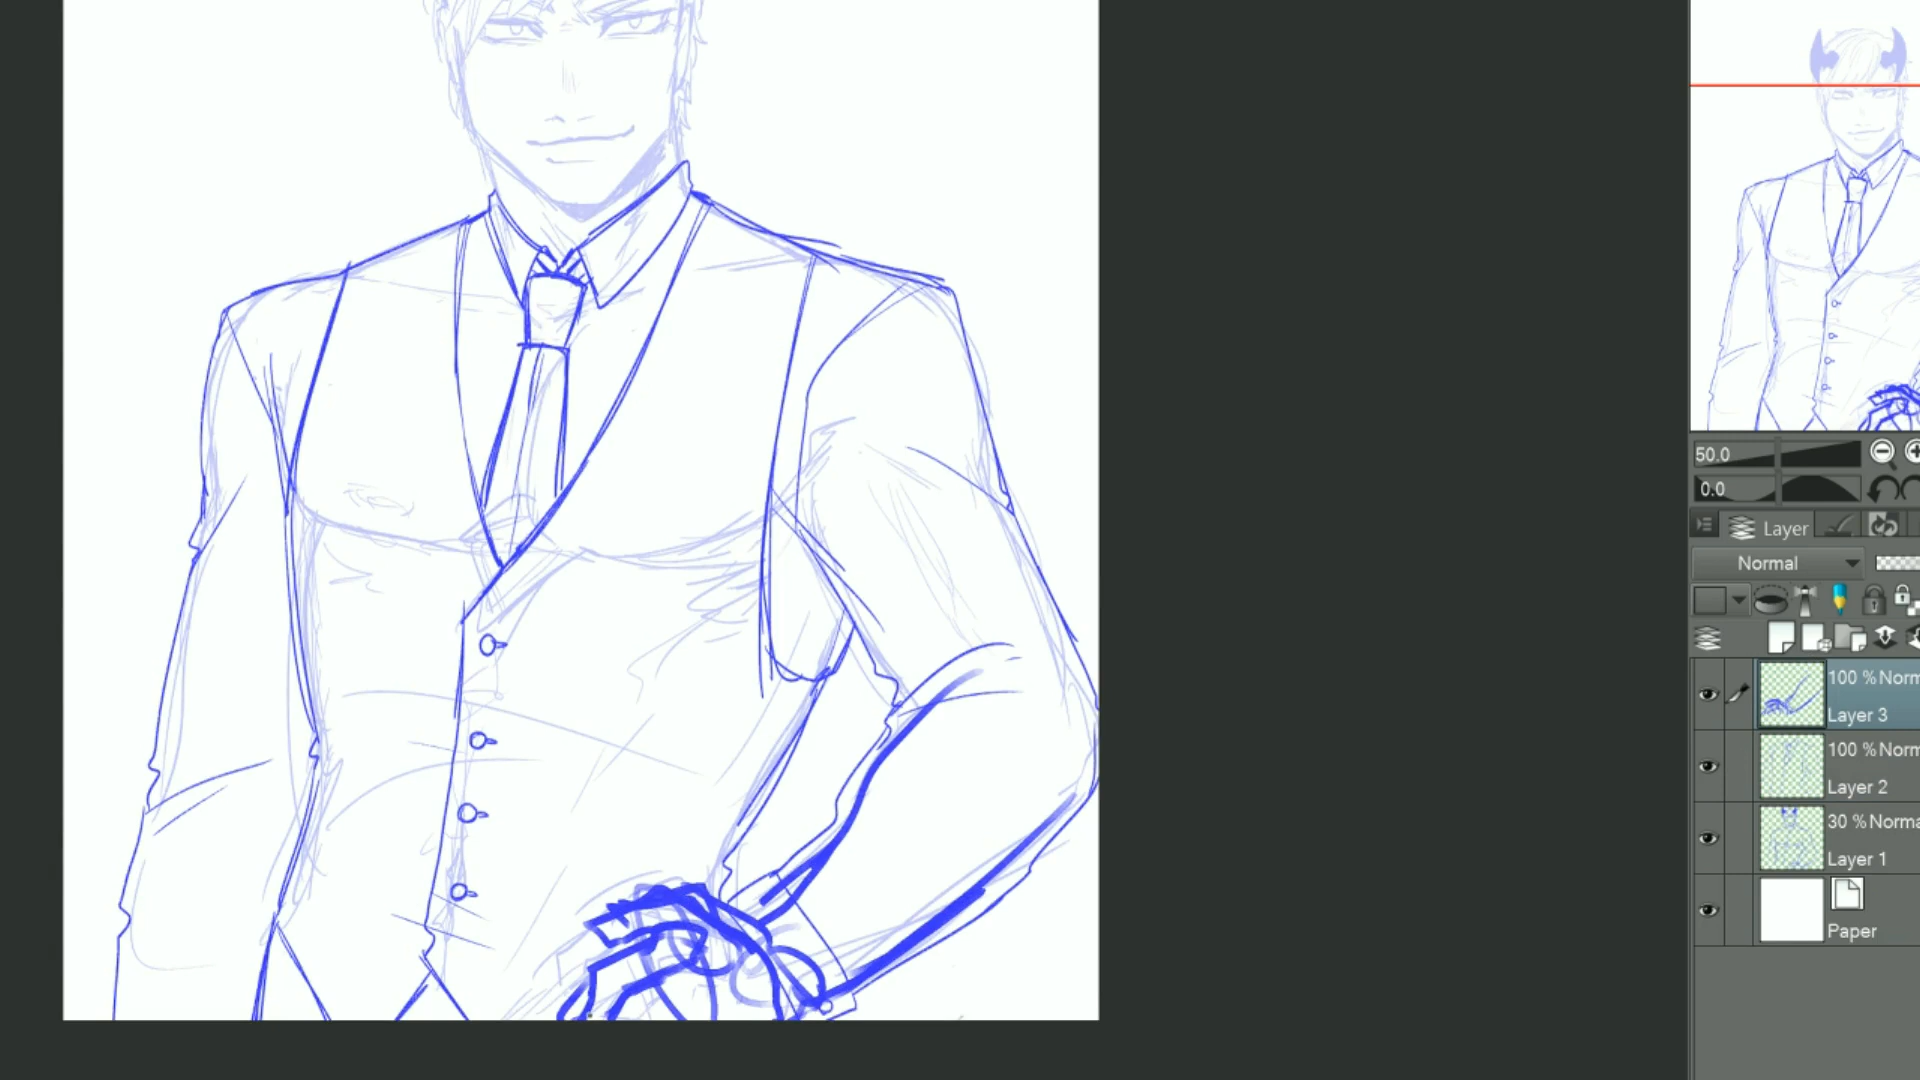 50.0
0.0
Layer
Normal
100 % Norm
Layer 3
100 % Norm
Layer 2
30 % Norma
Layer 1
Paper